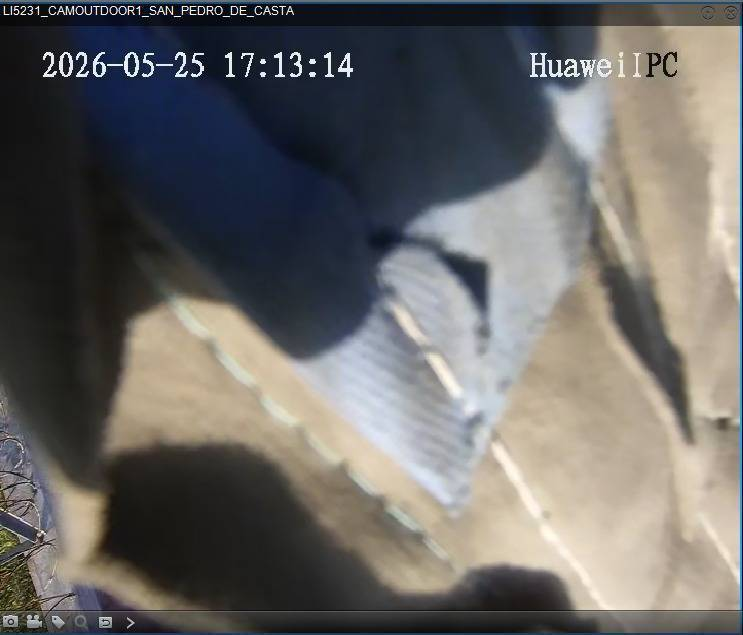 LI5231_CAMOUTDOOR1_SAN_PEDRO_DE_CASTA
2026-05-25 17:13:14
HuaweiIPC